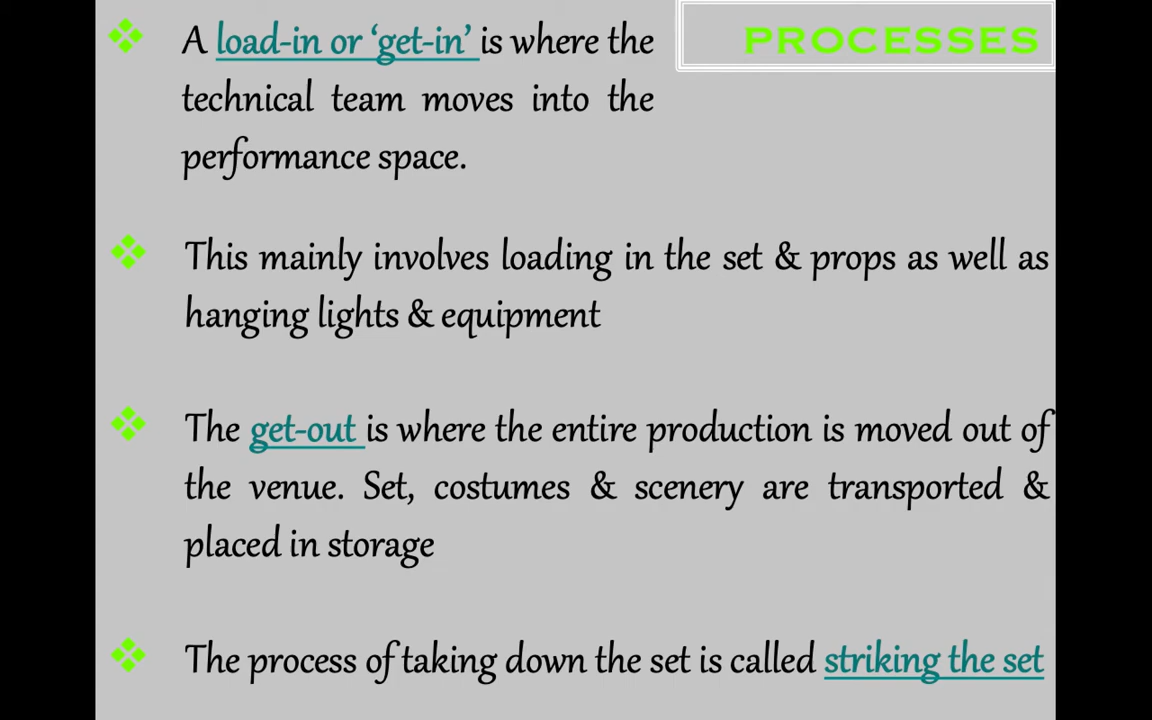 PROCESSES
A load-in or ‘get-in’ is where the
technical team moves into the
performance space.
This mainly involves loading in the set & props as well as
hanging lights & equipment
The get-out is where the entire production is moved out of
the venue. Set, costumes & scenery are transported &
placed in storage
The process of taking down the set is called striking the set